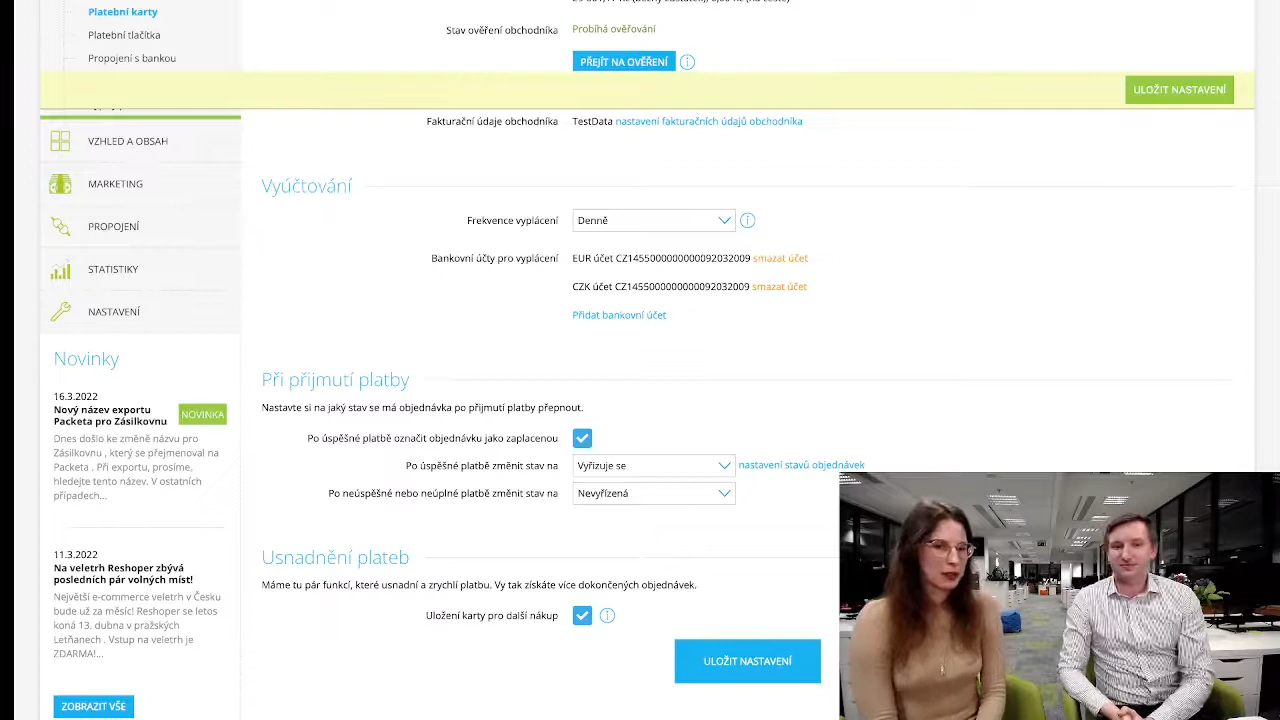 Platební karty
Platební tlačítka
Propojení s bankou
VZHLED A OBSAH
MARKETING
PROPOJENÍ
STATISTIKY
NASTAVENÍ
Novinky
16.3.2022
Nový název exportu
Packeta pro Zásilkovnu
NOVINKA
Dnes došlo ke změně názvu pro
Zásilkovnu , který se přejmenoval na
Packeta . Při exportu, prosíme,
hledejte tento název. V ostatních
případech...
11.3.2022
Na veletrh Reshoper zbývá
posledních pár volných míst!
Největší e-commerce veletrh v Česku
bude už za měsíc! Reshoper se letos
koná 13. dubna v pražských
Letňanech . Vstup na veletrh je
ZDARMA!...
ZOBRAZIT VŠE
Stav ověření obchodníka Probíhá ověřování
PŘEJÍT NA OVĚŘENÍ
ULOŽIT NASTAVENÍ
Fakturační údaje obchodníka TestData nastavení fakturačních údajů obchodníka
Vyúčtování
Frekvence vyplácení Denně
Bankovní účty pro vyplácení EUR účet CZ1455000000000092032009 smazat účet
CZK účet CZ1455000000000092032009 smazat účet
Přidat bankovní účet
Při přijmutí platby
Nastavte si na jaký stav se má objednávka po přijmutí platby přepnout.
Po úspěšné platbě označit objednávku jako zaplacenou
Po úspěšné platbě změnit stav na Vyřizuje se nastavení stavů objednávek
Po neúspěšné nebo neúplné platbě změnit stav na Nevyřízená
Usnadnění plateb
Máme tu pár funkcí, které usnadní a zrychlí platbu. Vy tak získáte více dokončených objednávek.
Uložení karty pro další nákup
ULOŽIT NASTAVENÍ